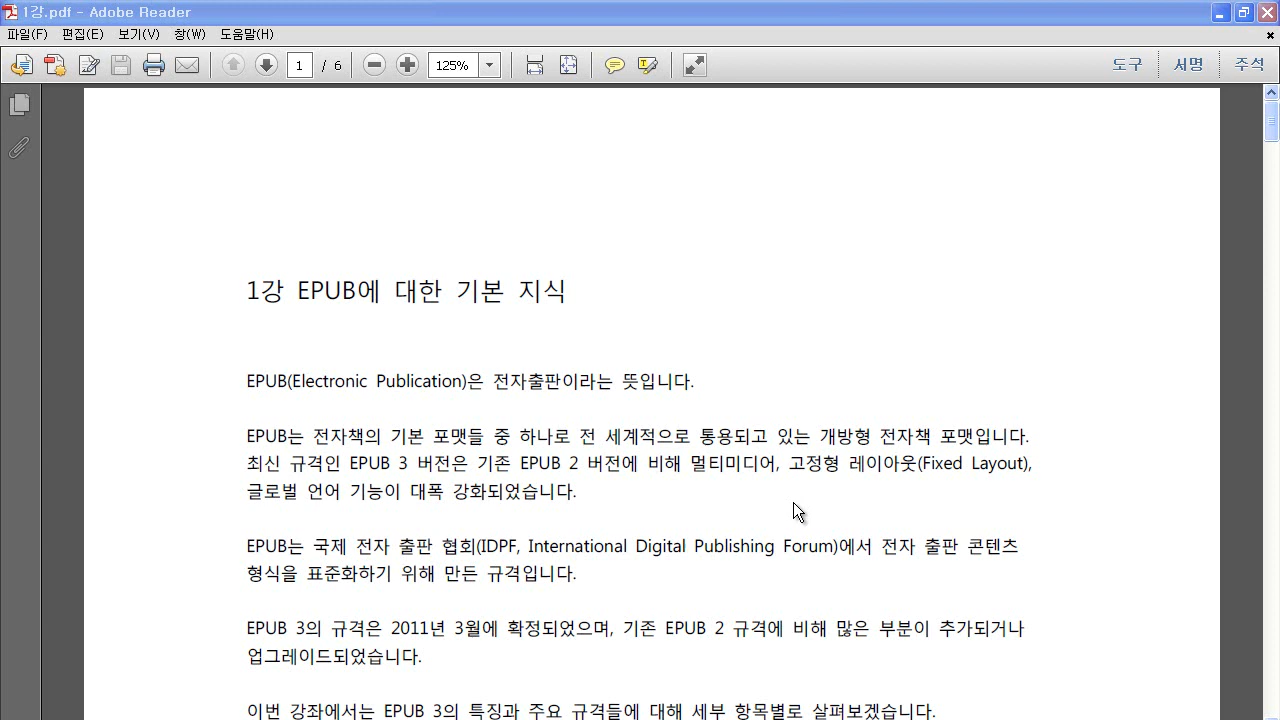 1강.pdf - Adobe Reader
파일(F) 편집(E) 보기(V) 창(W) 도움말(H)
1 / 6 125% 도구 서명 주석
1강 EPUB에 대한 기본 지식
EPUB(Electronic Publication)은 전자출판이라는 뜻입니다.
EPUB는 전자책의 기본 포맷들 중 하나로 전 세계적으로 통용되고 있는 개방형 전자책 포맷입니다.
최신 규격인 EPUB 3 버전은 기존 EPUB 2 버전에 비해 멀티미디어, 고정형 레이아웃(Fixed Layout),
글로벌 언어 기능이 대폭 강화되었습니다.
EPUB는 국제 전자 출판 협회(IDPF, International Digital Publishing Forum)에서 전자 출판 콘텐츠
형식을 표준화하기 위해 만든 규격입니다.
EPUB 3의 규격은 2011년 3월에 확정되었으며, 기존 EPUB 2 규격에 비해 많은 부분이 추가되거나
업그레이드되었습니다.
이번 강좌에서는 EPUB 3의 특징과 주요 규격들에 대해 세부 항목별로 살펴보겠습니다.